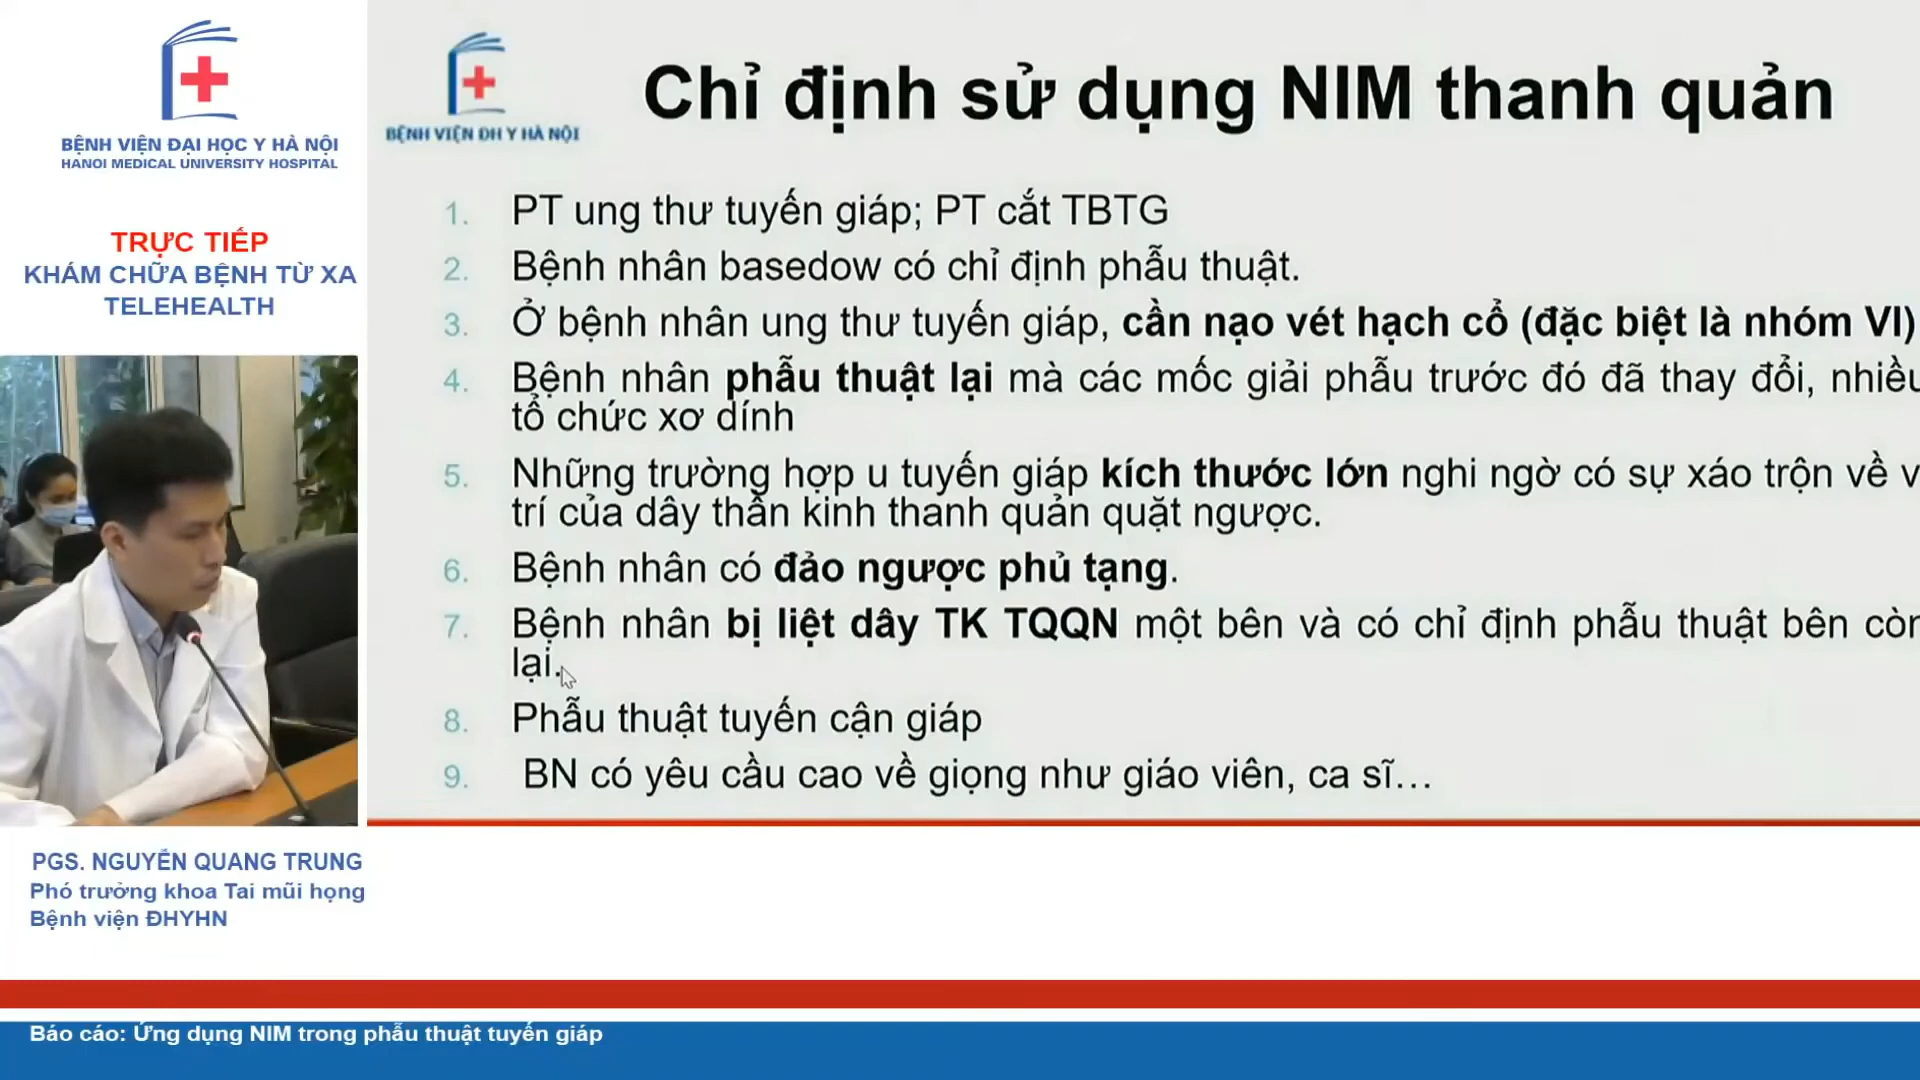 BỆNH VIỆN ĐẠI HỌC Y HÀ NỘI
HANOI MEDICAL UNIVERSITY HOSPITAL
TRỰC TIẾP
KHÁM CHỮA BỆNH TỪ XA
TELEHEALTH
BỆNH VIỆN ĐH Y HÀ NỘI
Chỉ định sử dụng NIM thanh quản
1. PT ung thư tuyến giáp; PT cắt TBTG
2. Bệnh nhân basedow có chỉ định phẫu thuật.
3. Ở bệnh nhân ung thư tuyến giáp, cần nạo vét hạch cổ (đặc biệt là nhóm VI)
4. Bệnh nhân phẫu thuật lại mà các mốc giải phẫu trước đó đã thay đổi, nhiều
tổ chức xơ dính
5. Những trường hợp u tuyến giáp kích thước lớn nghi ngờ có sự xáo trộn về v
trí của dây thần kinh thanh quản quặt ngược.
6. Bệnh nhân có đảo ngược phủ tạng.
7. Bệnh nhân bị liệt dây TK TQQN một bên và có chỉ định phẫu thuật bên còn
lại.
8. Phẫu thuật tuyến cận giáp
9. BN có yêu cầu cao về giọng như giáo viên, ca sĩ…
PGS. NGUYỄN QUANG TRUNG
Phó trưởng khoa Tai mũi họng
Bệnh viện ĐHYHN
Báo cáo: Ứng dụng NIM trong phẫu thuật tuyến giáp